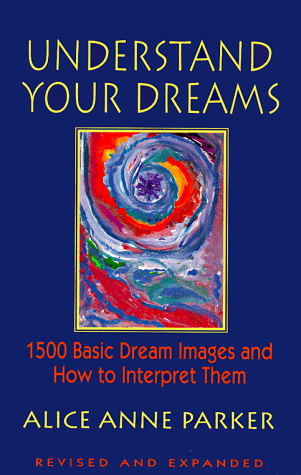 UNDERSTAND
YOUR DREAMS
1500 Basic Dream Images and
How to Interpret Them
ALICE ANNE PARKER
REVISED AND EXPANDED